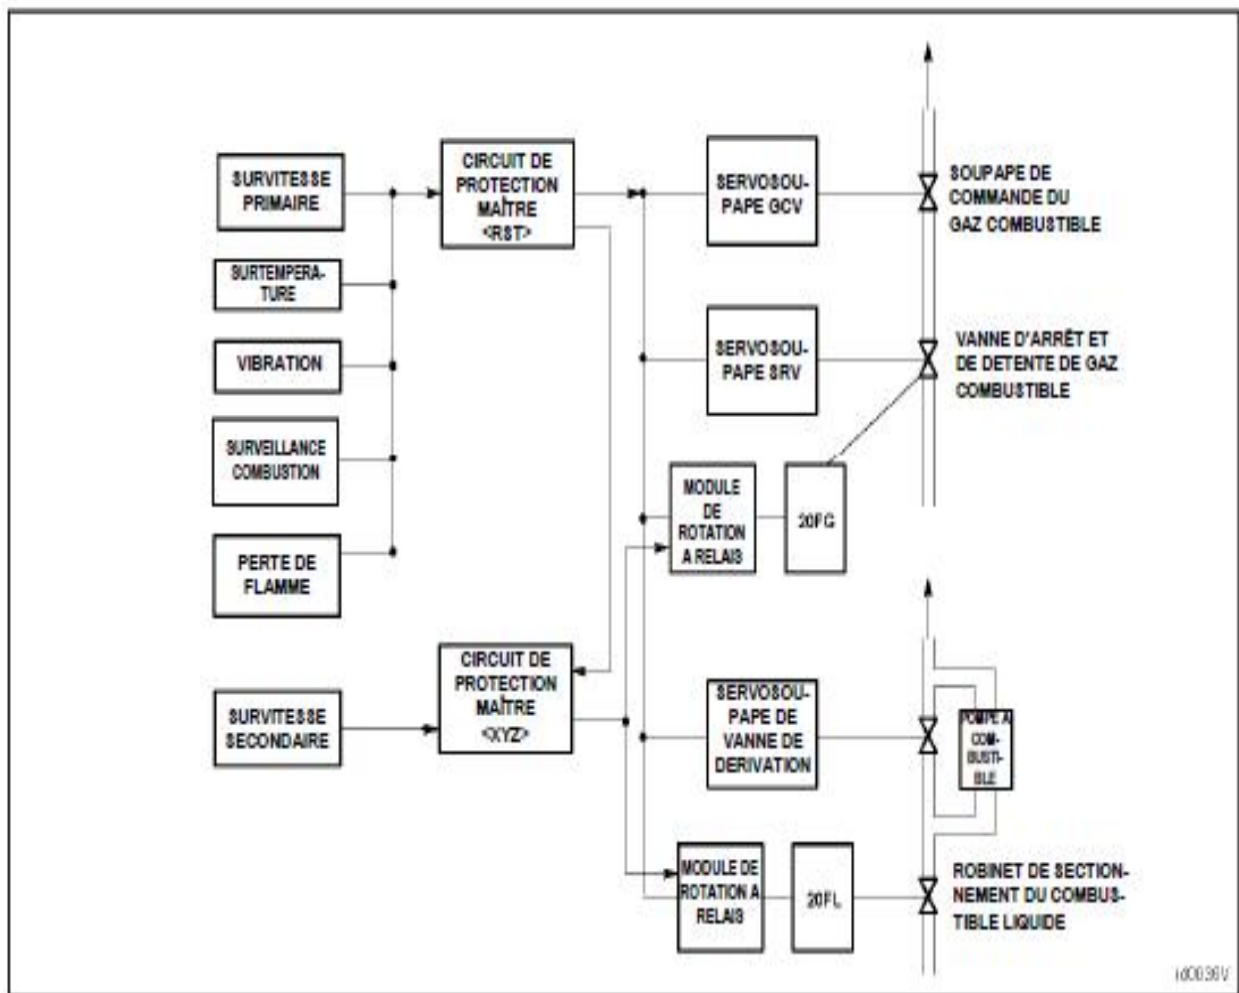 SURVITESSE
PRIMAIRE
SURTEMPERA-
TURE
VIBRATION
SURVEILLANCE
COMBUSTION
PERTE DE
FLAMME
SURVITESSE
SECONDAIRE
CIRCUIT DE
PROTECTION
MAÎTRE
<RST>
CIRCUIT DE
PROTECTION
MAÎTRE
<XYZ>
SERVOSOU-
PAPE GCV
SERVOSOU-
PAPE SRV
MODULE
DE
ROTATION
A RELAIS
20FG
SERVOSOU-
PAPE DE
VANNE DE
DERIVATION
MODULE DE
ROTATION A
RELAIS
20FL
SOUPAPE DE
COMMANDE DU
GAZ COMBUSTIBLE
VANNE D'ARRÊT ET
DE DETENTE DE GAZ
COMBUSTIBLE
POMPE A
COM-
BUSTI-
BLE
ROBINET DE SECTION-
NEMENT DU COMBUS-
TIBLE LIQUIDE
id0036V